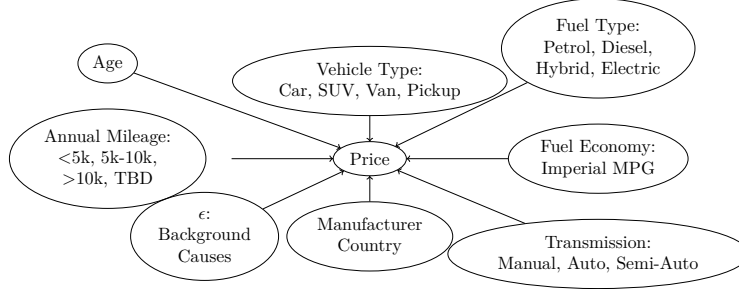 Fuel Type:
Petrol, Diesel,
Hybrid, Electric
Age
Vehicle Type:
Car, SUV, Van, Pickup
Annual Mileage:
<5k, 5k-10k,
>10k, TBD
Price
Fuel Economy:
Imperial MPG
ϵ:
Background
Causes
Manufacturer
Country
Transmission:
Manual, Auto, Semi-Auto